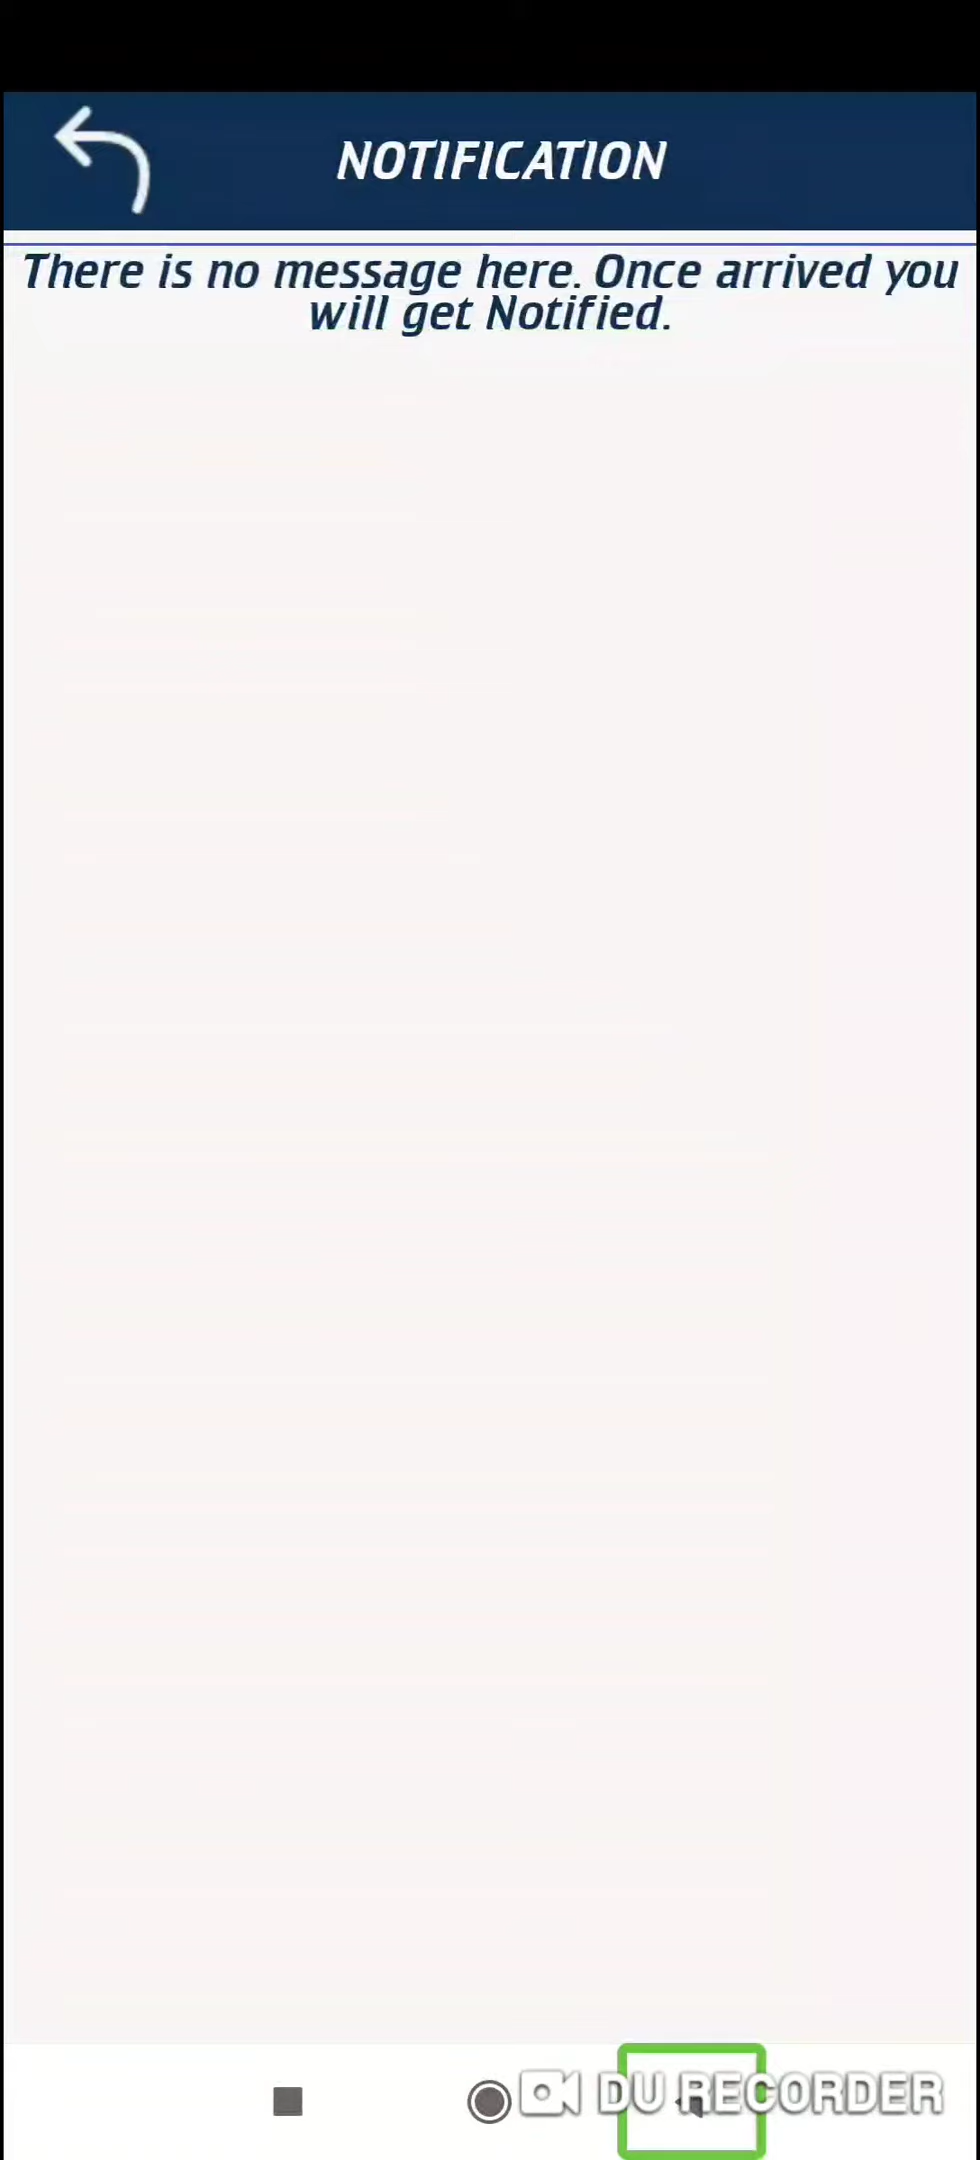 NOTIFICATION
There is no message here. Once arrived you
will get Notified.
DU RECORDER